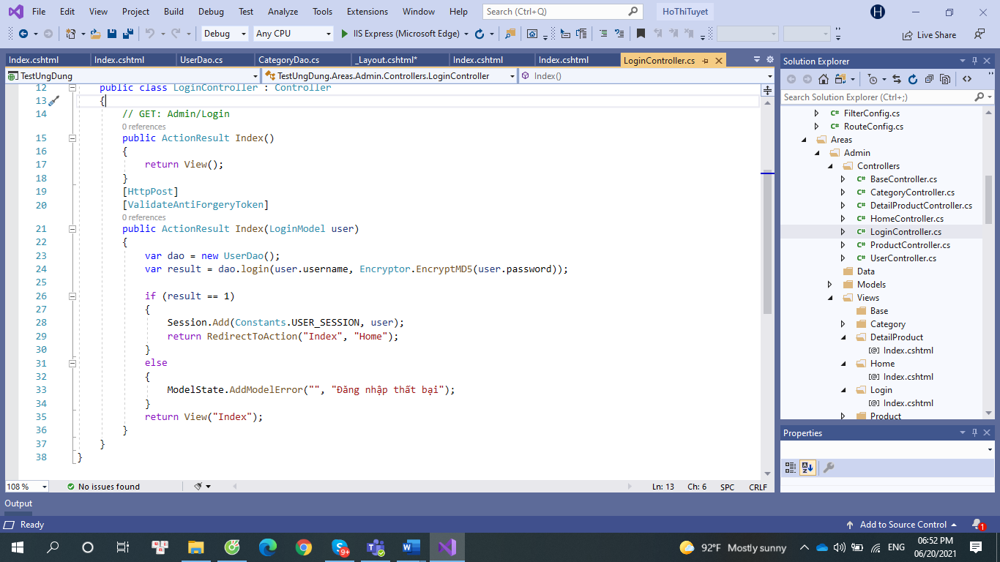 File Edit View Project Build Debug Test Analyze Tools Extensions Window Help Search (Ctrl+Q) HoThiTuyet H
Debug Any CPU IIS Express (Microsoft Edge) Live Share
Index.cshtml Index.cshtml UserDao.cs CategoryDao.cs _Layout.cshtml* Index.cshtml Index.cshtml LoginController.cs
TestUngDung TestUngDung.Areas.Admin.Controllers.LoginController Index()
12 public class LoginController : Controller
13 {
14 // GET: Admin/Login
0 references
15 public ActionResult Index()
16 {
17 return View();
18 }
19 [HttpPost]
20 [ValidateAntiForgeryToken]
0 references
21 public ActionResult Index(LoginModel user)
22 {
23 var dao = new UserDao();
24 var result = dao.login(user.username, Encryptor.EncryptMD5(user.password));
25
26 if (result == 1)
27 {
28 Session.Add(Constants.USER_SESSION, user);
29 return RedirectToAction("Index", "Home");
30 }
31 else
32 {
33 ModelState.AddModelError("", "Đăng nhập thất bại");
34 }
35 return View("Index");
36 }
37 }
38 }
108 % No issues found Ln: 13 Ch: 6 SPC CRLF
Solution Explorer
Search Solution Explorer (Ctrl+;)
C# FilterConfig.cs
C# RouteConfig.cs
Areas
Admin
Controllers
C# BaseController.cs
C# CategoryController.cs
C# DetailProductController.cs
C# HomeController.cs
C# LoginController.cs
C# ProductController.cs
C# UserController.cs
Data
Models
Views
Base
Category
DetailProduct
[@] Index.cshtml
Home
[@] Index.cshtml
Login
[@] Index.cshtml
Product
Properties
Output
Ready Add to Source Control 1
9+ 92°F Mostly sunny ENG 06:52 PM
06/20/2021